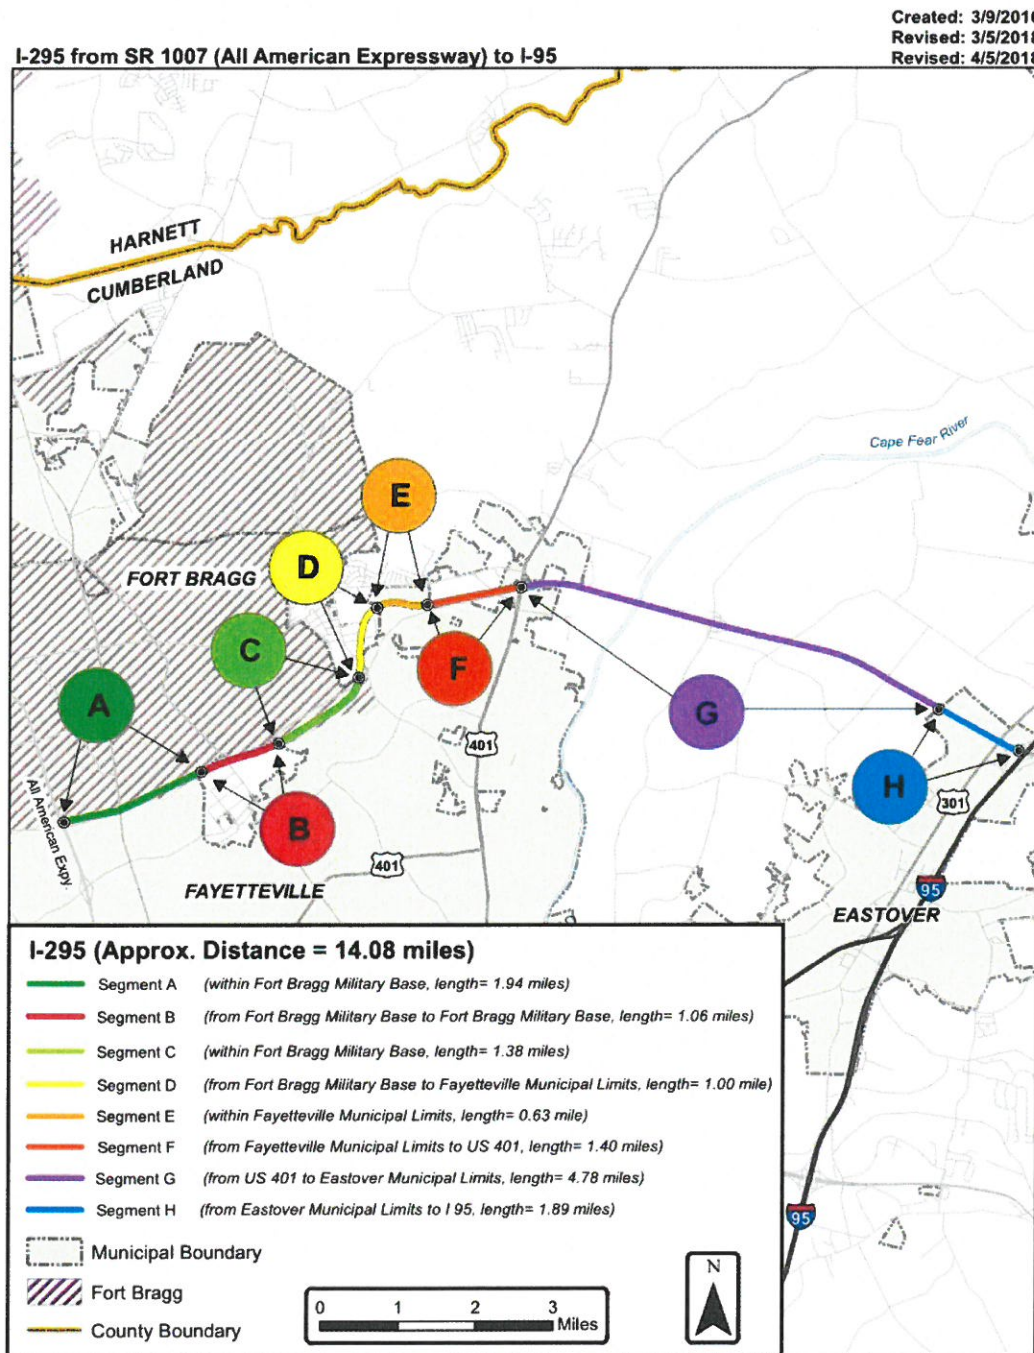 Created: 3/9/2016
Revised: 3/5/2018
I-295 from SR 1007 (All American Expressway) to I-95
Revised: 4/5/2018
HARNETT
CUMBERLAND
Cape Fear River
E
FORT BRAGG
D
C
F
A
G
401
H
301
All American Expy.
B
401
FAYETTEVILLE
95
EASTOVER
I-295 (Approx. Distance = 14.08 miles)
Segment A (within Fort Bragg Military Base, length= 1.94 miles)
Segment B (from Fort Bragg Military Base to Fort Bragg Military Base, length= 1.06 miles)
Segment C (within Fort Bragg Military Base, length= 1.38 miles)
Segment D (from Fort Bragg Military Base to Fayetteville Municipal Limits, length= 1.00 mile)
Segment E (within Fayetteville Municipal Limits, length= 0.63 mile)
Segment F (from Fayetteville Municipal Limits to US 401, length= 1.40 miles)
Segment G (from US 401 to Eastover Municipal Limits, length= 4.78 miles)
Segment H (from Eastover Municipal Limits to I 95, length= 1.89 miles)
95
Municipal Boundary
Fort Bragg
County Boundary
0 1 2 3
Miles
N